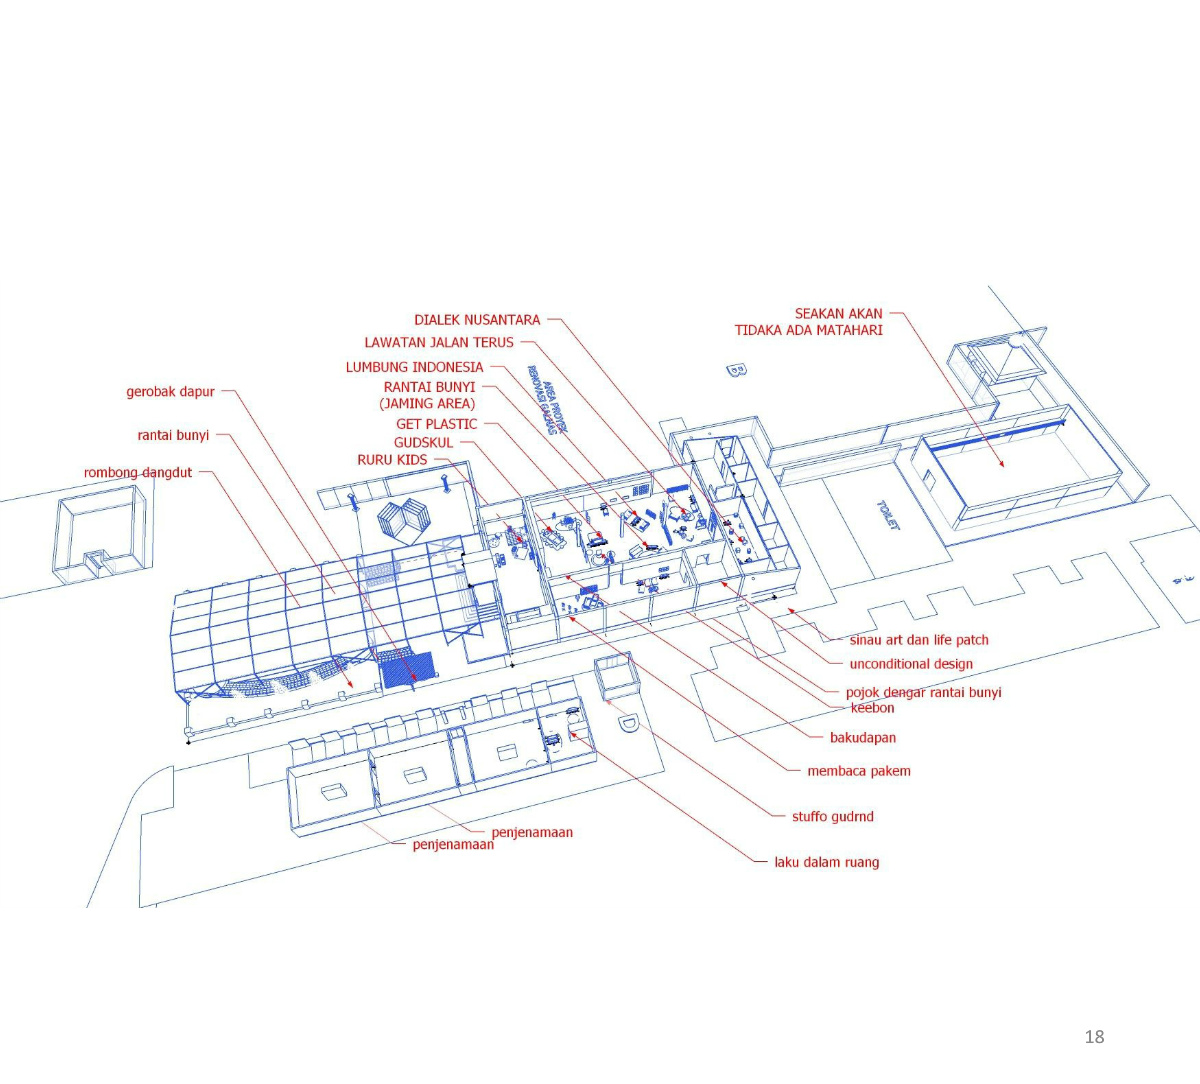 DIALEK NUSANTARA
LAWATAN JALAN TERUS
LUMBUNG INDONESIA
RANTAI BUNYI
(JAMING AREA)
GET PLASTIC
GUDSKUL
RURU KIDS
SEAKAN AKAN
TIDAKA ADA MATAHARI
gerobak dapur
rantai bunyi
rombong dangdut
AREA PROYEK
RENOVASI GALNAS
B
TOILET
D
sinau art dan life patch
unconditional design
pojok dengar rantai bunyi
keebon
bakudapan
membaca pakem
stuffo gudrnd
laku dalam ruang
penjenamaan
penjenamaan
18